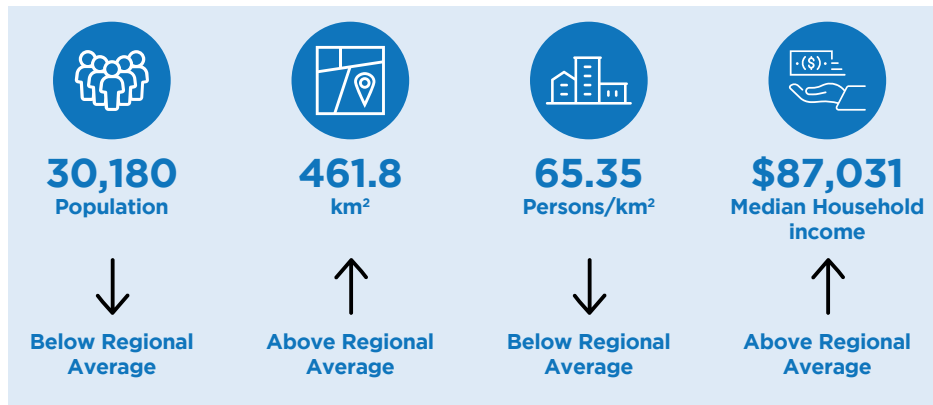 30,180
Population
Below Regional
Average
461.8
km²
Above Regional
Average
65.35
Persons/km²
Below Regional
Average
($)
$87,031
Median Household
income
Above Regional
Average